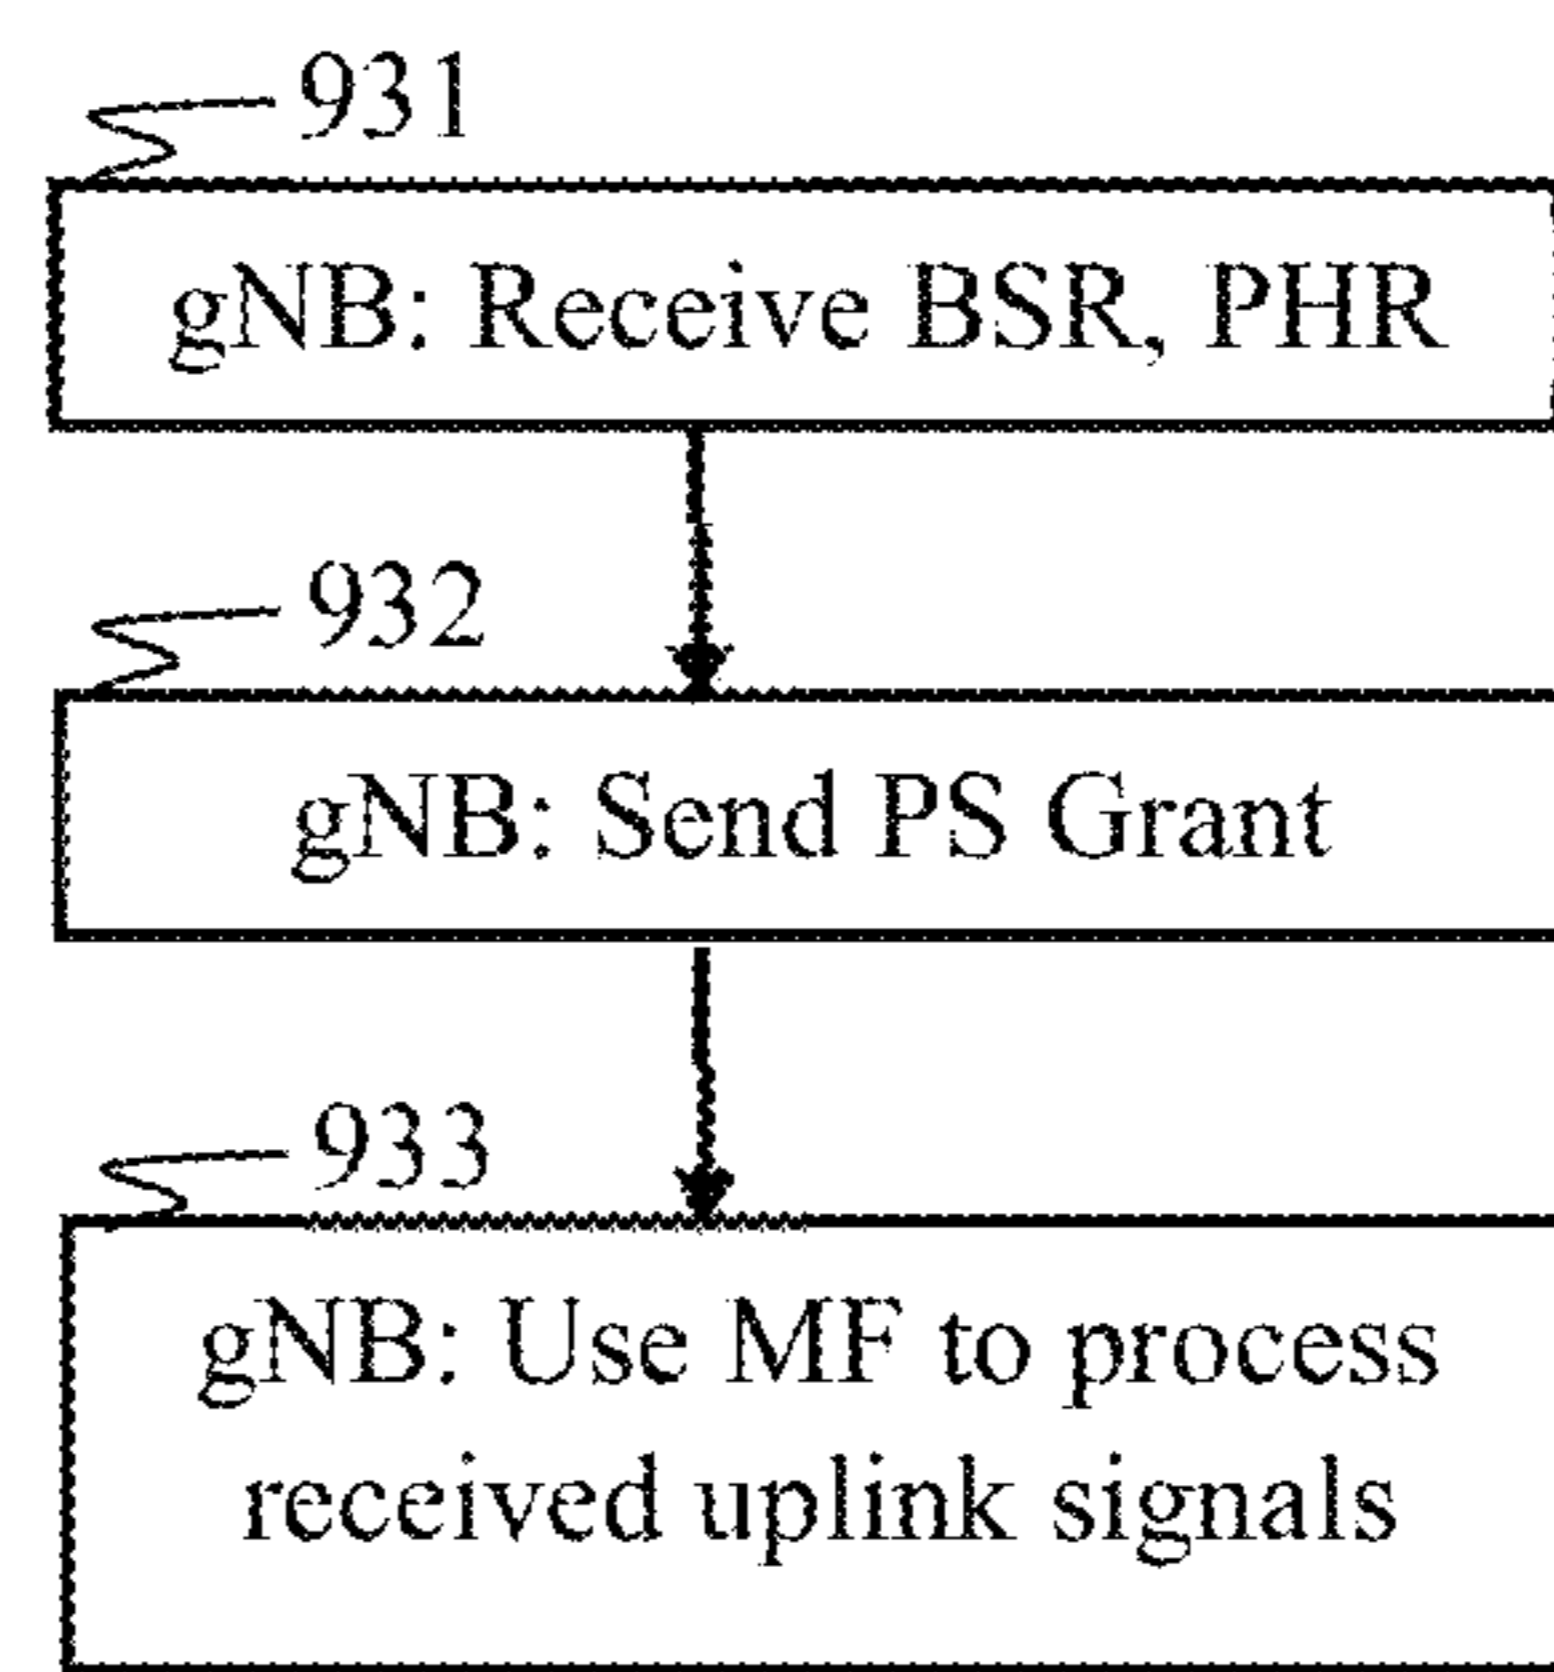 931
gNB: Receive BSR, PHR
932
gNB: Send PS Grant
933
gNB: Use MF to process
received uplink signals